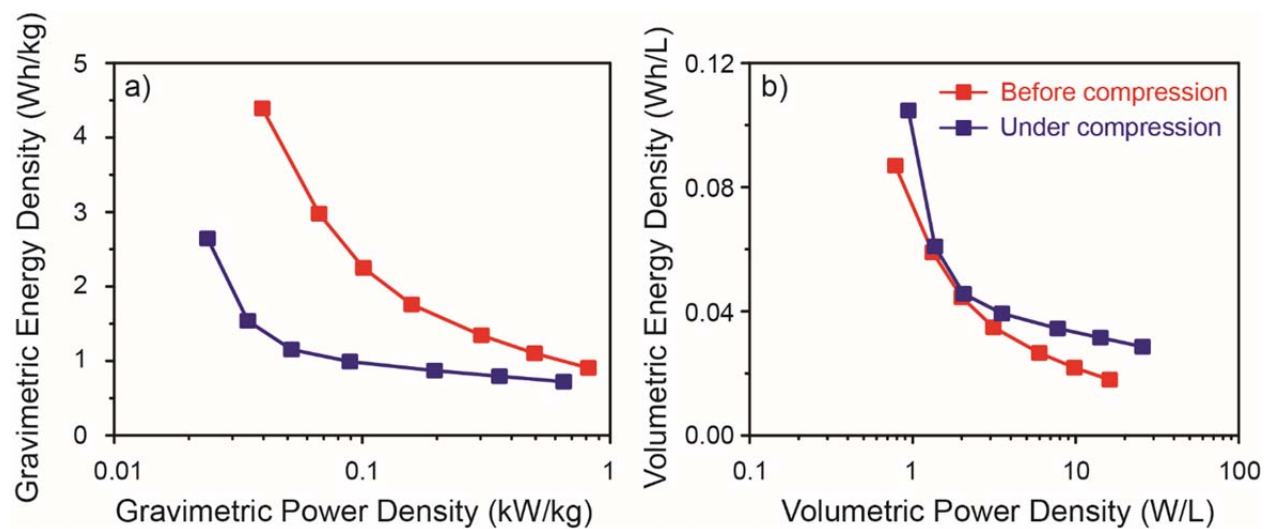 a)
Gravimetric Energy Density (Wh/kg)
5
4
3
2
1
0
0.01
0.1
1
Gravimetric Power Density (kW/kg)
b)
Before compression
Under compression
Volumetric Energy Density (Wh/L)
0.12
0.08
0.04
0.00
0.1
1
10
100
Volumetric Power Density (W/L)